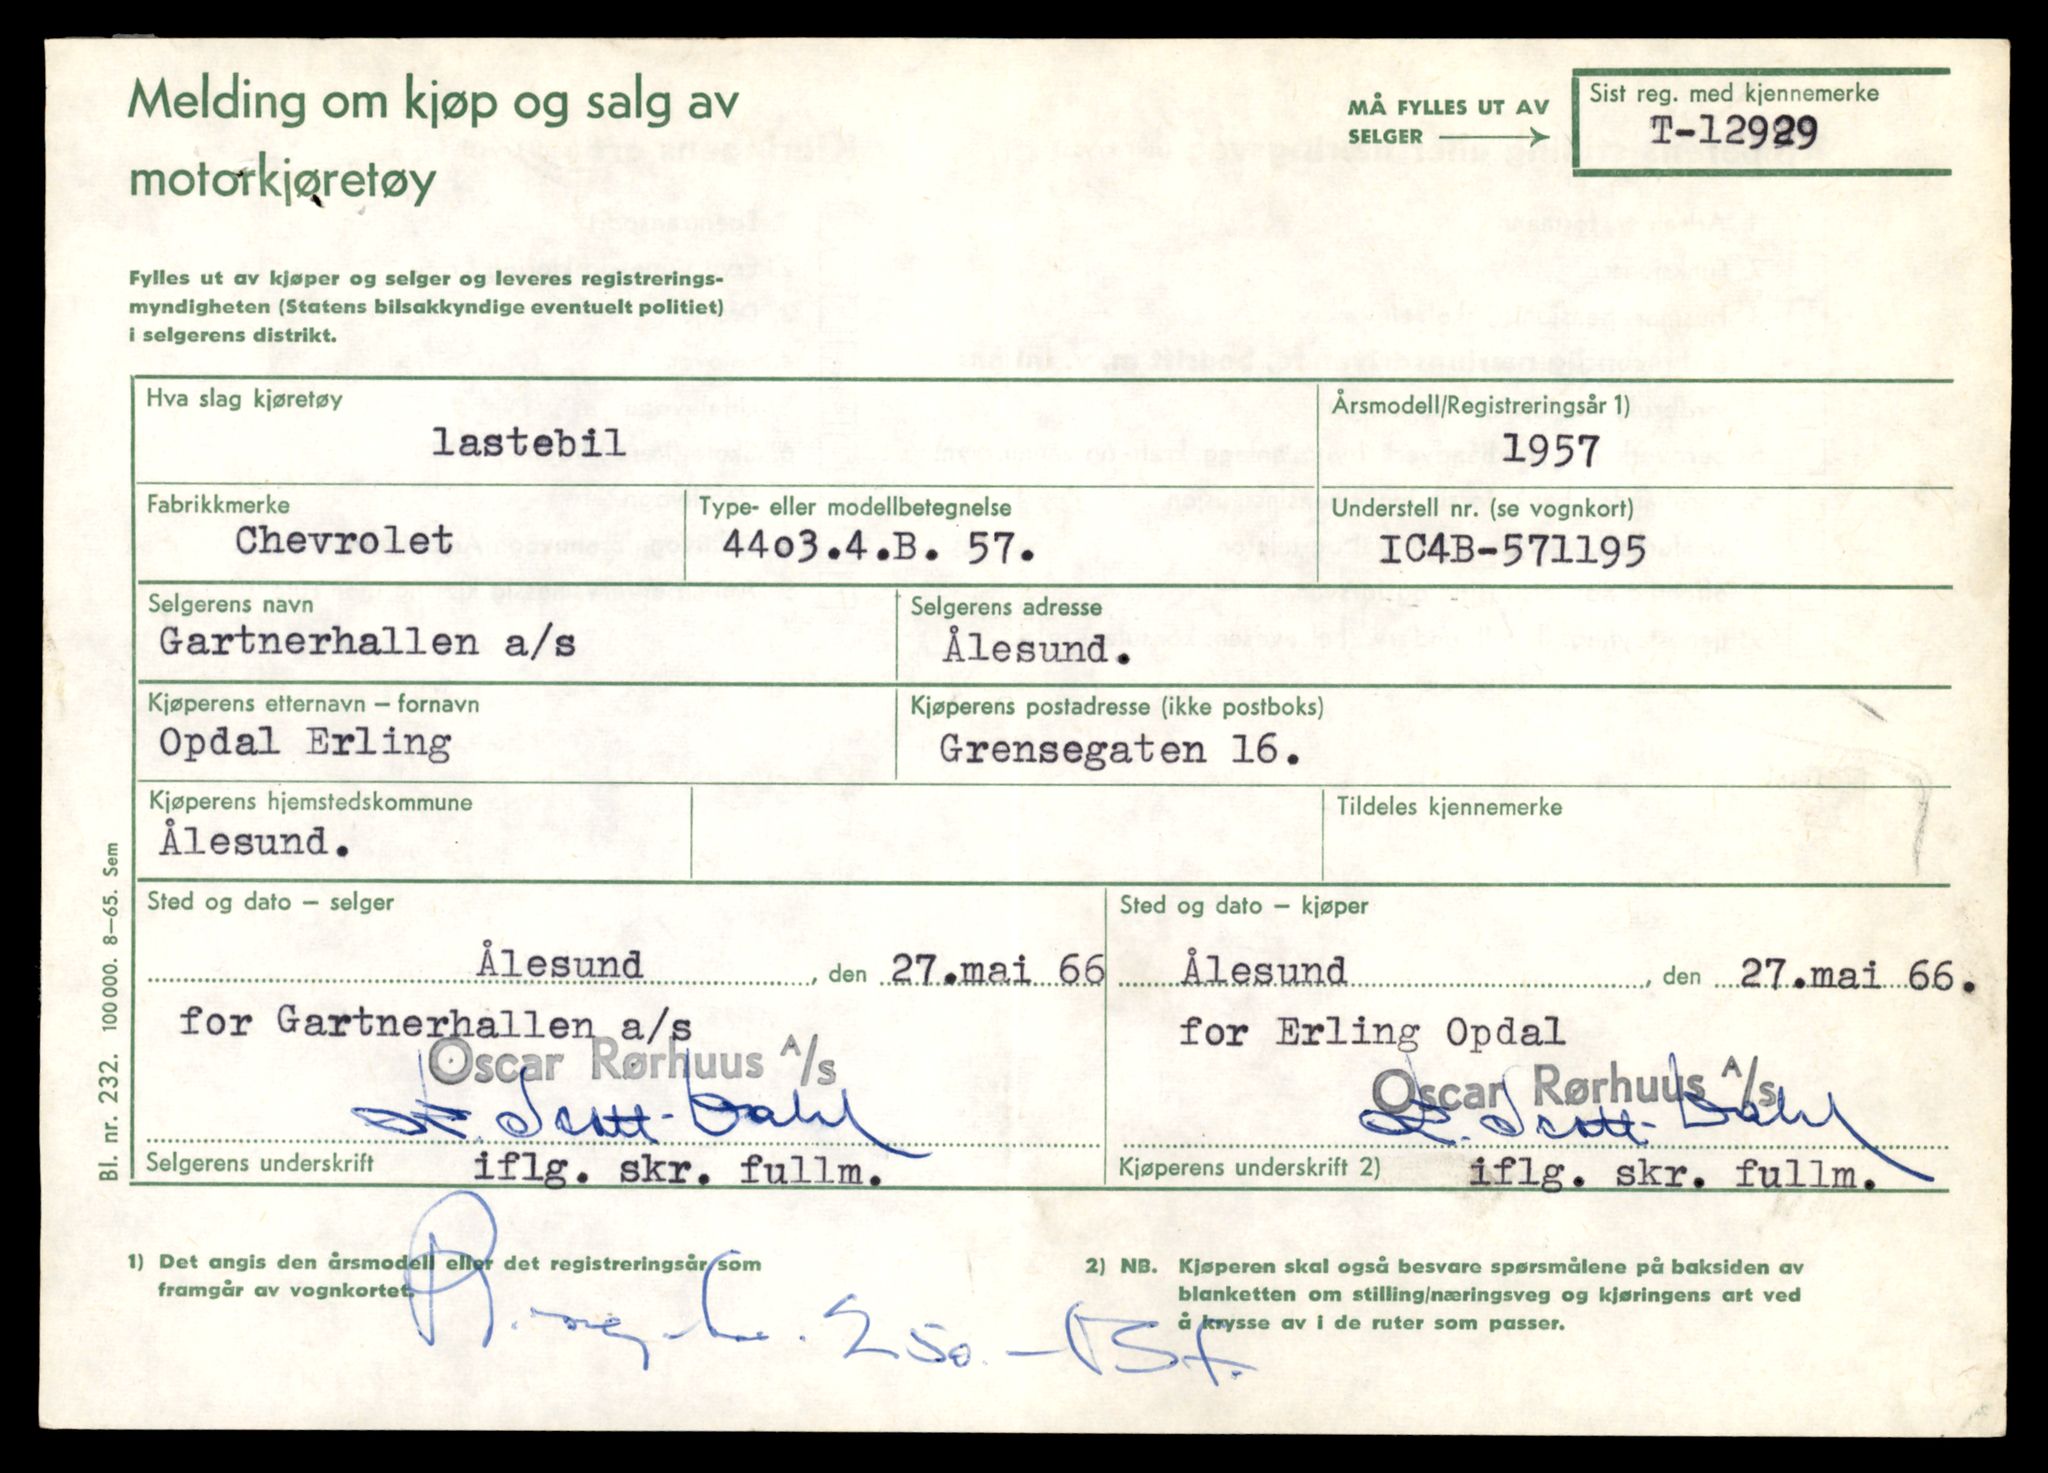 Melding om kjøp og salg av
motorkjøretøy
MÅ FYLLES UT AV
SELGER
Sist reg. med kjennemerke
T-12929
Fylles ut av kjøper og selger og leveres registrerings-
myndigheten (Statens bilsakkyndige eventuelt politiet)
i selgerens distrikt.
Hva slag kjøretøy
lastebil
Årsmodell/Registreringsår 1)
1957
Fabrikkmerke
Chevrolet
Type- eller modellbetegnelse
44o3.4.B. 57.
Understell nr. (se vognkort)
IC4B-571195
Selgerens navn
Gartnerhallen a/s
Selgerens adresse
Ålesund.
Kjøperens etternavn – fornavn
Opdal Erling
Kjøperens postadresse (ikke postboks)
Grensegaten 16.
Kjøperens hjemstedskommune
Ålesund.
Tildeles kjennemerke
Sted og dato – selger
Ålesund, den 27.mai 66
for Gartnerhallen a/s
Oscar Rørhuus A/s
Scott-Dahl
Selgerens underskrift iflg. skr. fullm.
Sted og dato – kjøper
Ålesund, den 27.mai 66.
for Erling Opdal
Oscar Rørhuus A/s
Scott-Dahl
Kjøperens underskrift 2) iflg. skr. fullm.
Bl. nr. 232. 100 000. 8–65. Sem
1) Det angis den årsmodell eller det registreringsår som
framgår av vognkortet.
2) NB. Kjøperen skal også besvare spørsmålene på baksiden av
blanketten om stilling/næringsveg og kjøringens art ved
å krysse av i de ruter som passer.
250.–